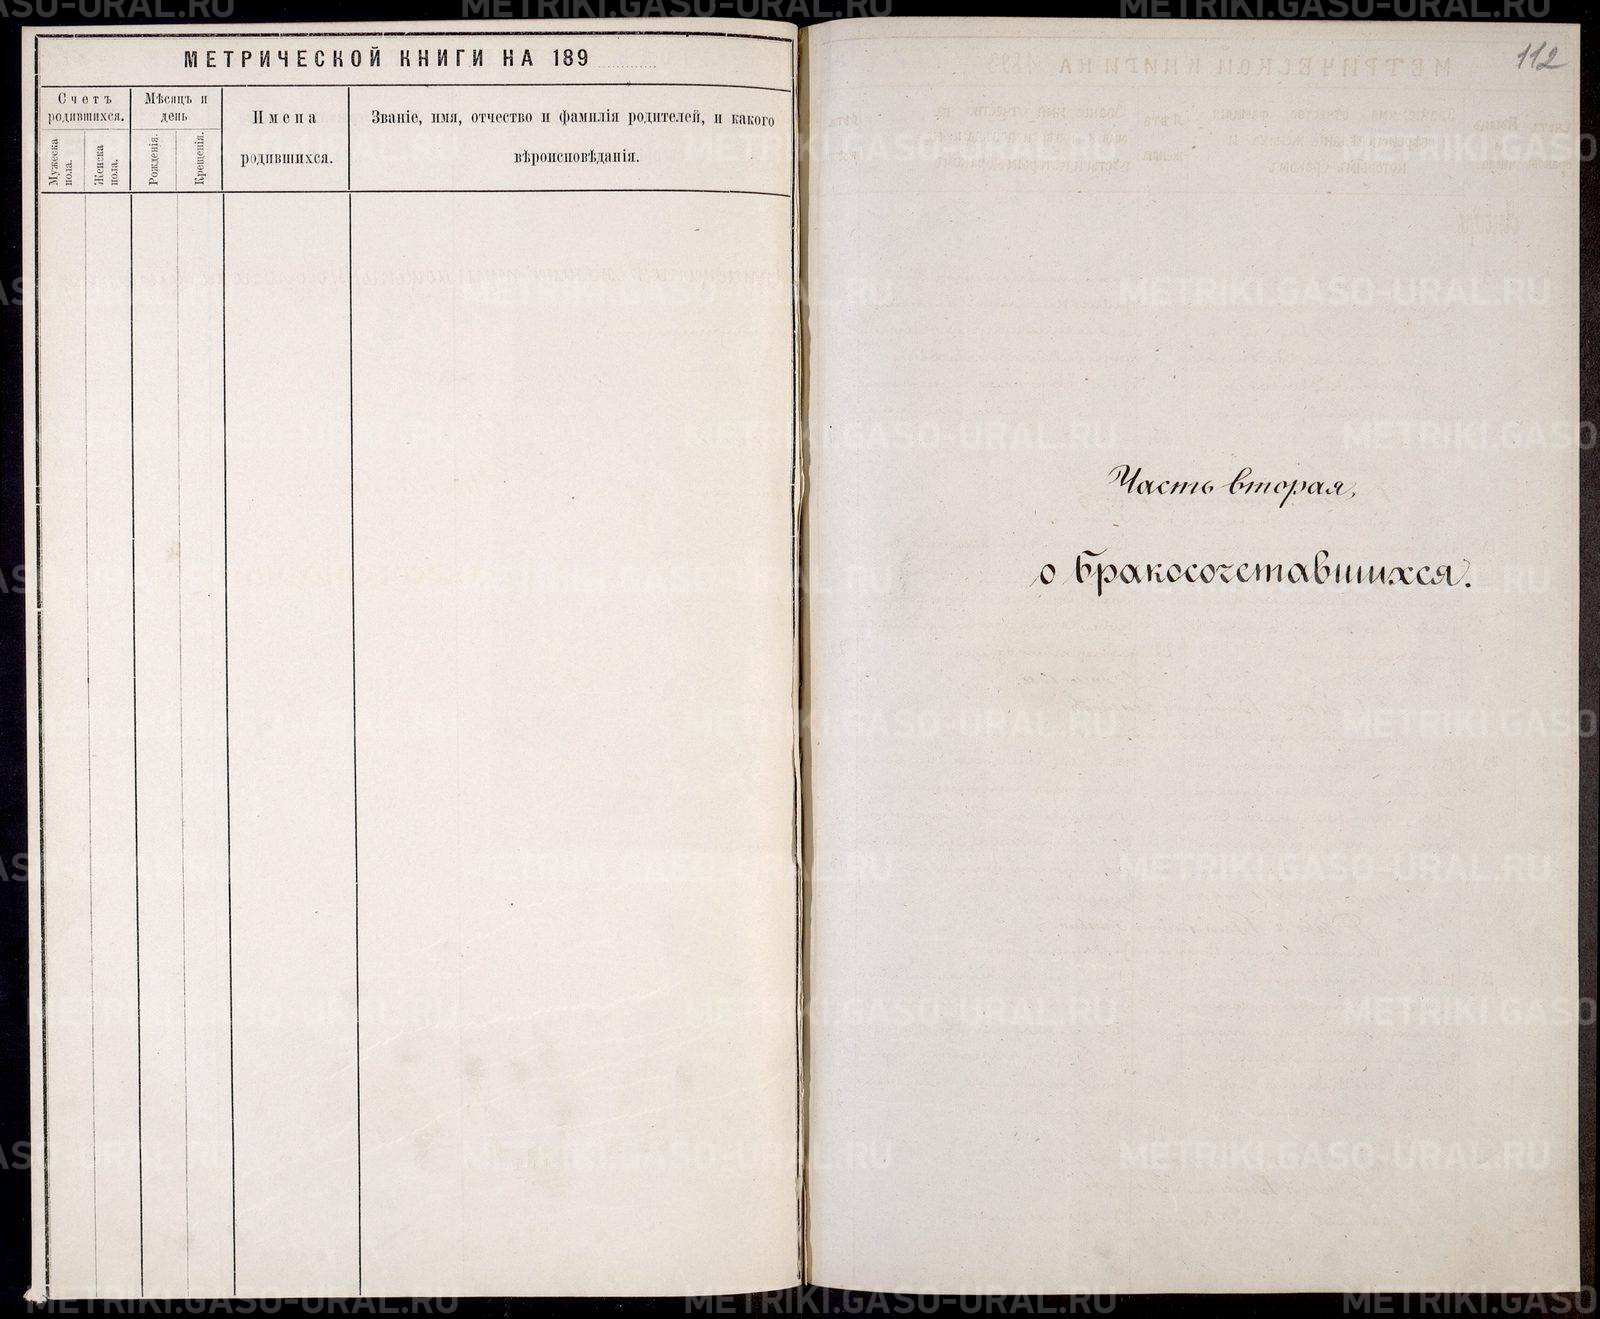 МЕТРИЧЕСКОЙ КНИГИ НА 189
Счетъ
родившихся.
Мѣсяцъ и
день
Имена
родившихся.
Званіе, имя, отчество и фамилія родителей, и какого
вѣроисповѣданія.
Мужеска
пола.
Женска
пола.
Рожденія.
Крещенія.
112
Часть вторая,
о бракосочетавшихся.
METRIKI.GASO-URAL.RU